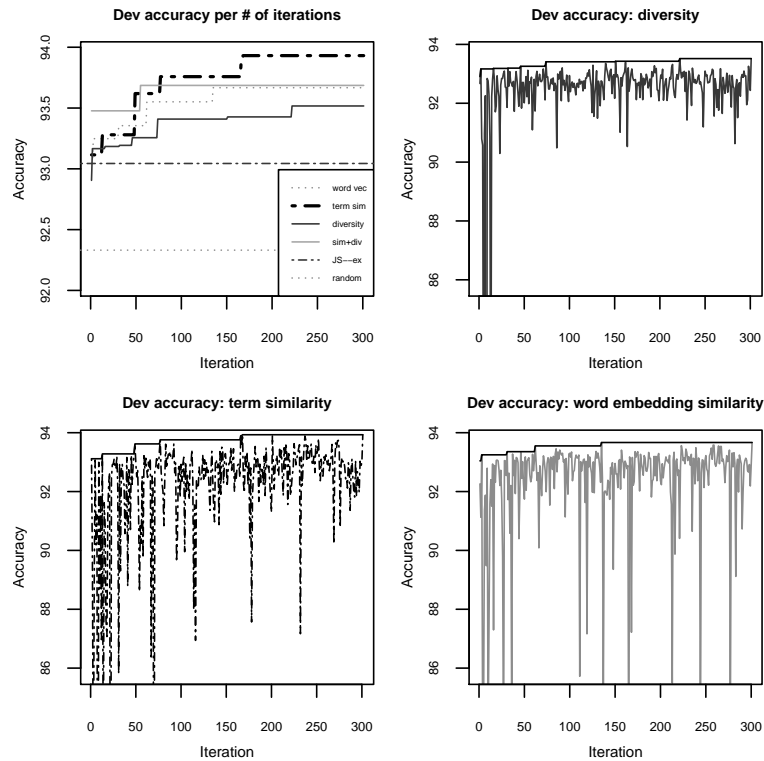 Dev accuracy per # of iterations
94.0
93.5
93.0
92.5
92.0
Accuracy
word vec
term sim
diversity
sim+div
JS−−ex
random
0 50 100 150 200 250 300
Iteration
Dev accuracy: diversity
94
92
90
88
86
Accuracy
0 50 100 150 200 250 300
Iteration
Dev accuracy: term similarity
94
92
90
88
86
Accuracy
0 50 100 150 200 250 300
Iteration
Dev accuracy: word embedding similarity
94
92
90
88
86
Accuracy
0 50 100 150 200 250 300
Iteration